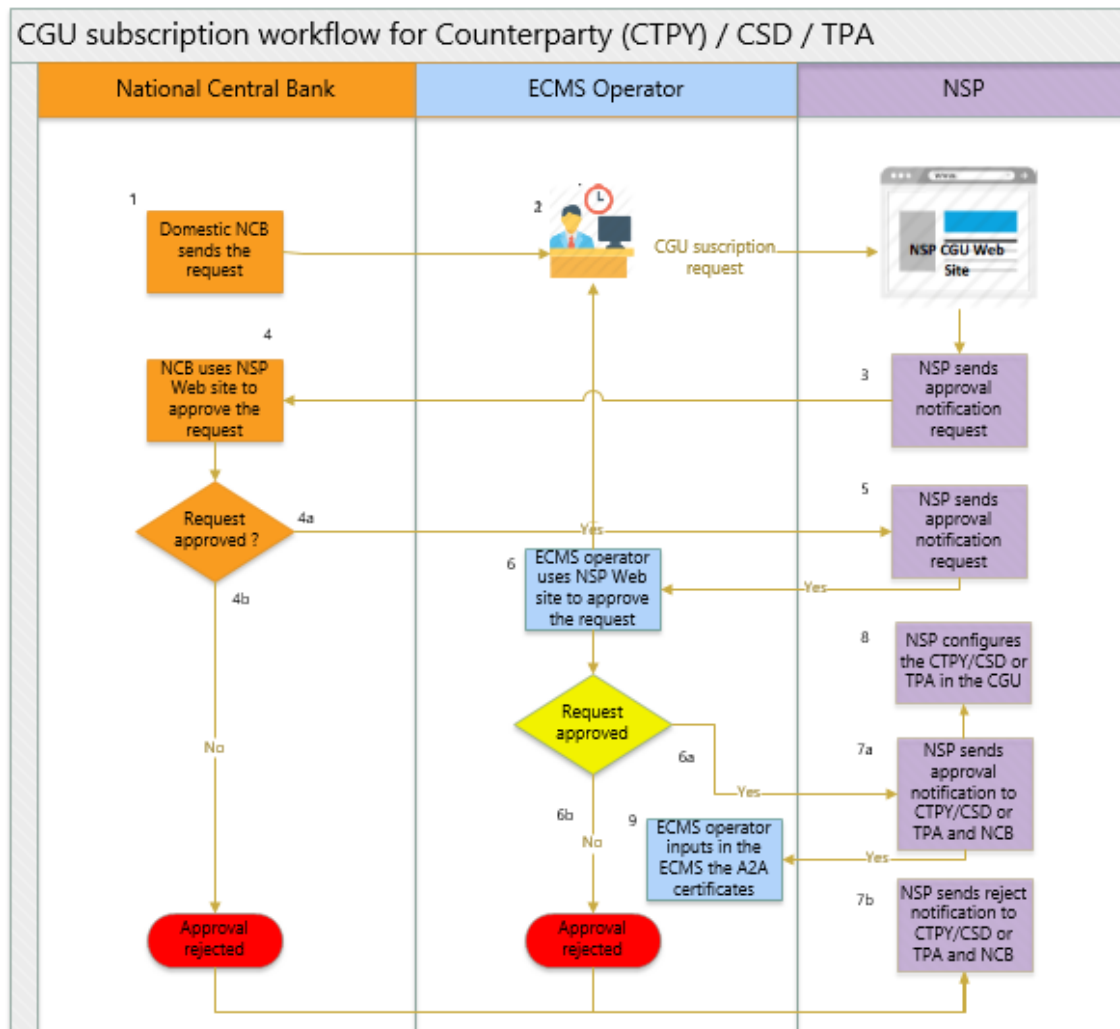 CGU subscription workflow for Counterparty (CTPY) / CSD / TPA
National Central Bank
ECMS Operator
NSP
1
Domestic NCB
sends the
request
2
CGU suscription
request
www.
NSP CGU Web
Site
4
NCB uses NSP
Web site to
approve the
request
3
NSP sends
approval
notification
request
Request
approved ?
4a
Yes
5
NSP sends
approval
notification
request
4b
6
ECMS operator
uses NSP Web
site to approve
the request
Yes
8
NSP configures
the CTPY/CSD or
TPA in the CGU
Request
approved
No
6a
Yes
7a
NSP sends
approval
notification to
CTPY/CSD or
TPA and NCB
6b
No
9
ECMS operator
inputs in the
ECMS the A2A
certificates
Yes
7b
NSP sends reject
notification to
CTPY/CSD or
TPA and NCB
Approval
rejected
Approval
rejected